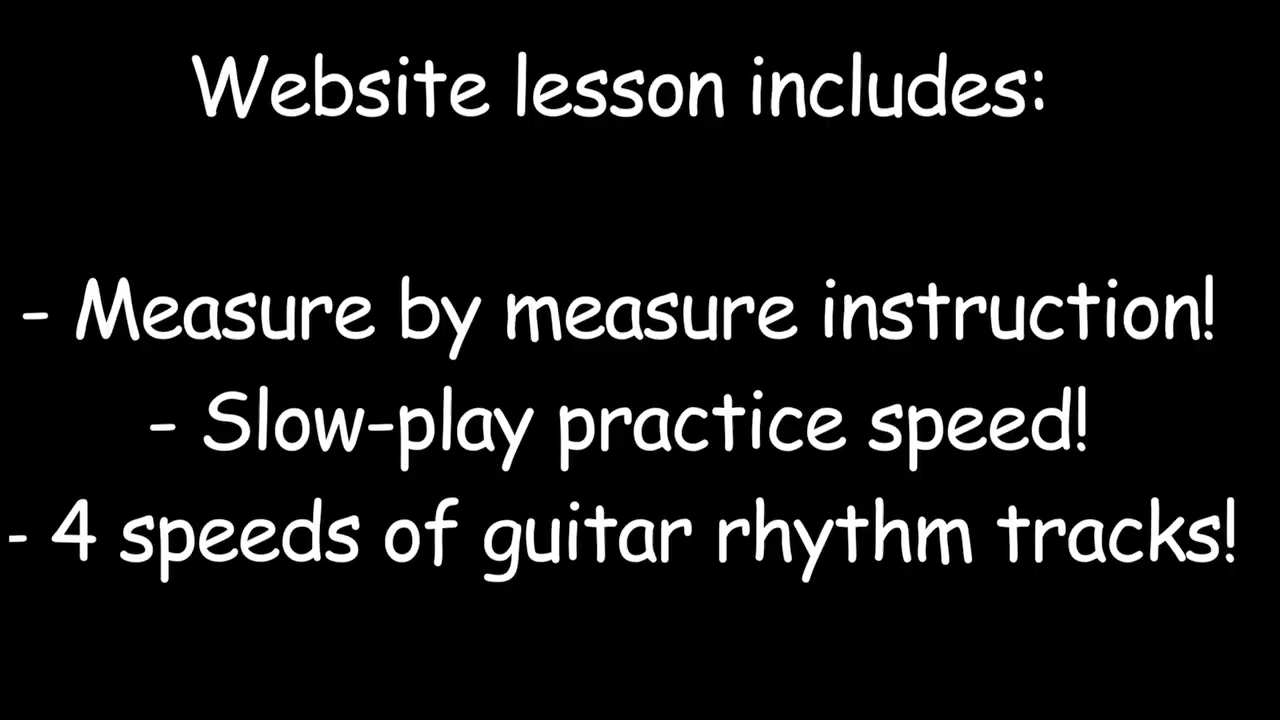 Website lesson includes:
- Measure by measure instruction!
- Slow-play practice speed!
- 4 speeds of guitar rhythm tracks!